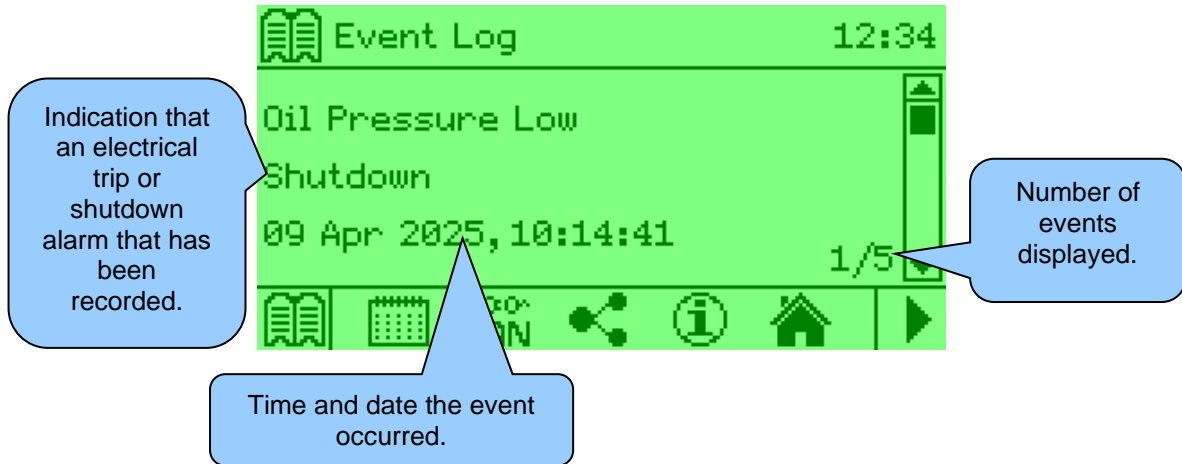 Event Log 12:34
Oil Pressure Low
Shutdown
09 Apr 2025, 10:14:41
1/5
Indication that
an electrical
trip or
shutdown
alarm that has
been
recorded.
Number of
events
displayed.
Time and date the event
occurred.